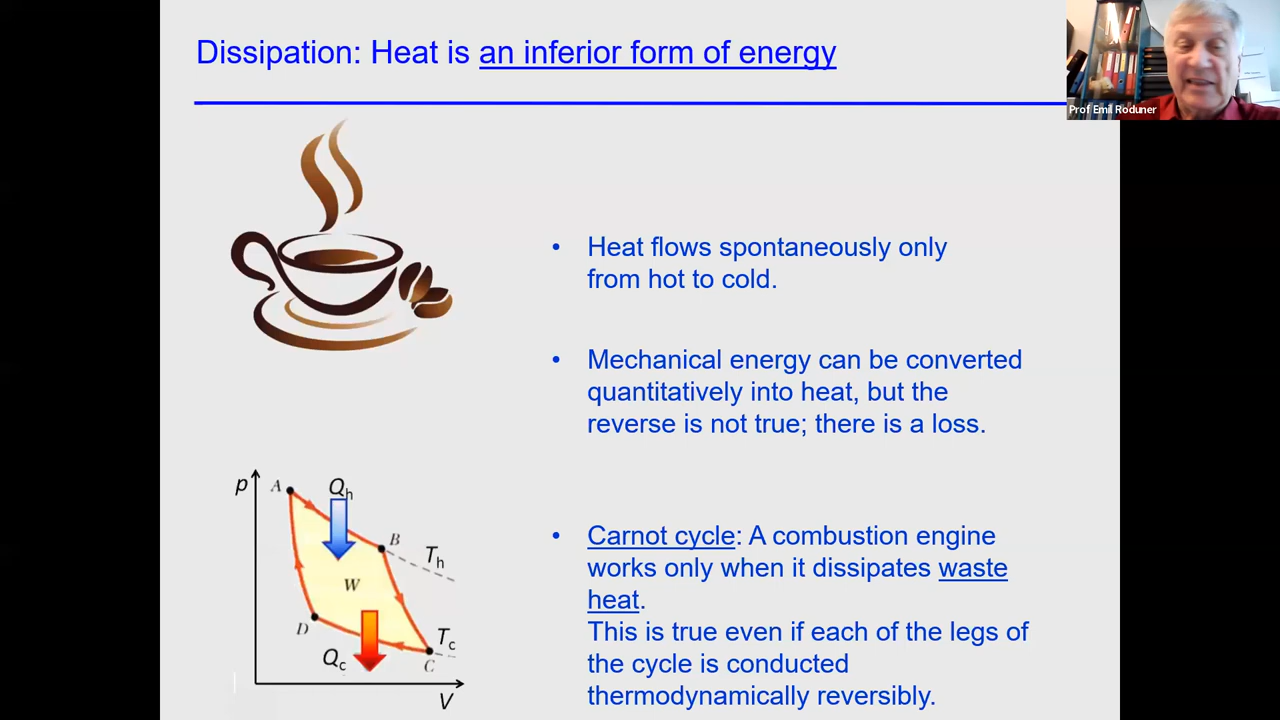 Dissipation: Heat is an inferior form of energy
Prof Emil Roduner
• Heat flows spontaneously only
from hot to cold.
• Mechanical energy can be converted
quantitatively into heat, but the
reverse is not true; there is a loss.
• Carnot cycle: A combustion engine
works only when it dissipates waste
heat.
This is true even if each of the legs of
the cycle is conducted
thermodynamically reversibly.
p
A
Qh
B
Th
W
D
Tc
Qc
C
V